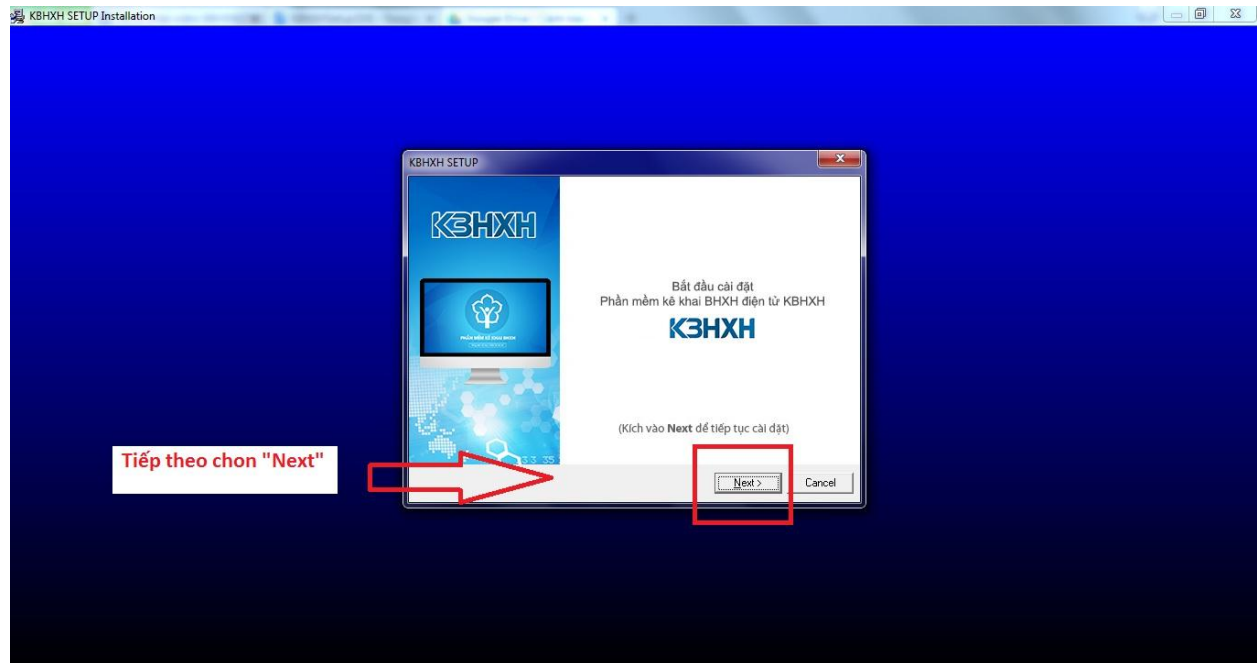 KBHXH SETUP Installation
KBHXH SETUP
KBHXH
Bắt đầu cài đặt
Phần mềm kê khai BHXH điện tử KBHXH
KBHXH
(Kích vào Next để tiếp tục cài đặt)
Tiếp theo chon "Next"
Next >
Cancel